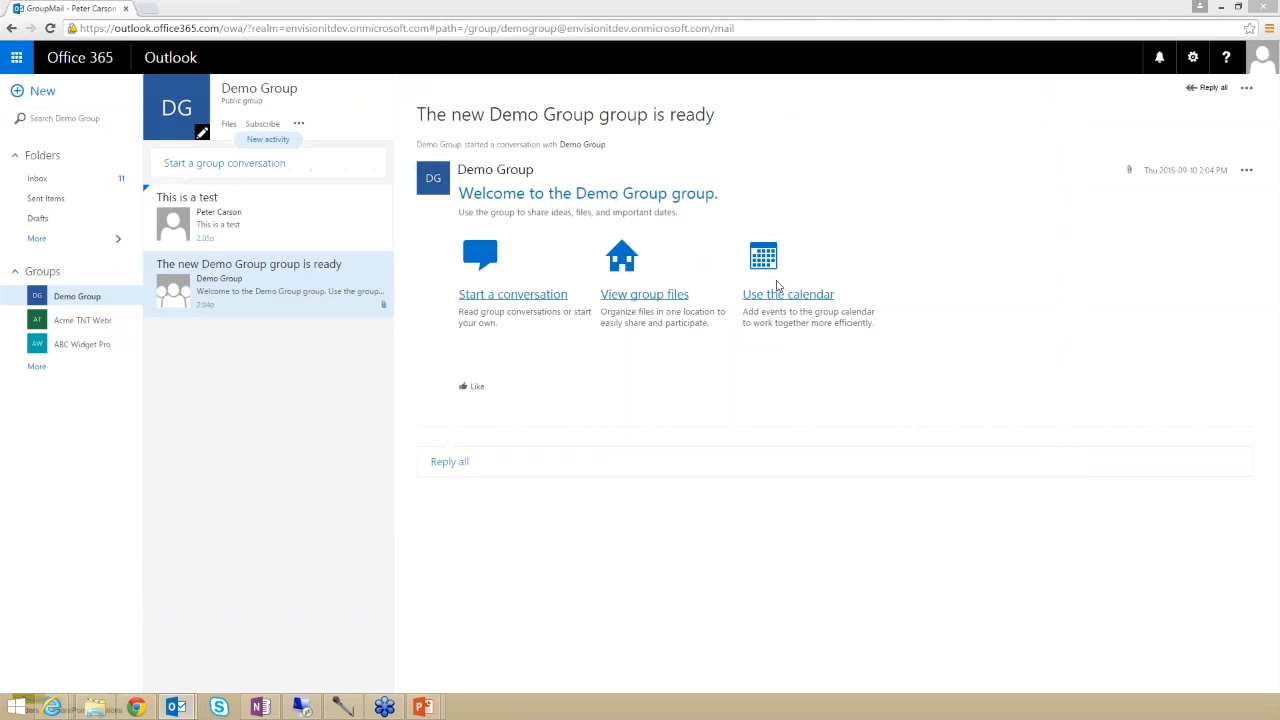 GroupMail - Peter Carson
https://outlook.office365.com/owa/?realm=envisionitdev.onmicrosoft.com#path=/group/demogroup@envisionitdev.onmicrosoft.com/mail
Office 365
Outlook
New
Search Demo Group
Folders
Inbox 11
Sent Items
Drafts
More
Groups
DG Demo Group
AT Acme TNT Webs
AW ABC Widget Pro
More
DG
Demo Group
Public group
Files Subscribe •••
New activity
Start a group conversation
This is a test
Peter Carson
This is a test
2:05p
The new Demo Group group is ready
Demo Group
Welcome to the Demo Group group. Use the group...
2:04p
Reply all •••
The new Demo Group group is ready
Demo Group started a conversation with Demo Group
DG
Demo Group
Thu 2015-09-10 2:04 PM •••
Welcome to the Demo Group group.
Use the group to share ideas, files, and important dates.
Start a conversation
Read group conversations or start
your own.
View group files
Organize files in one location to
easily share and participate.
Use the calendar
Add events to the group calendar
to work together more efficiently.
Like
Reply all